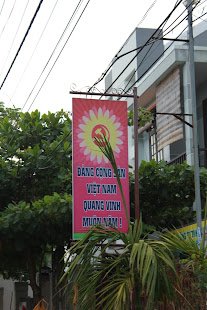 ĐẢNG CỘNG SẢN
VIỆT NAM
QUANG VINH
MUÔN NĂM !